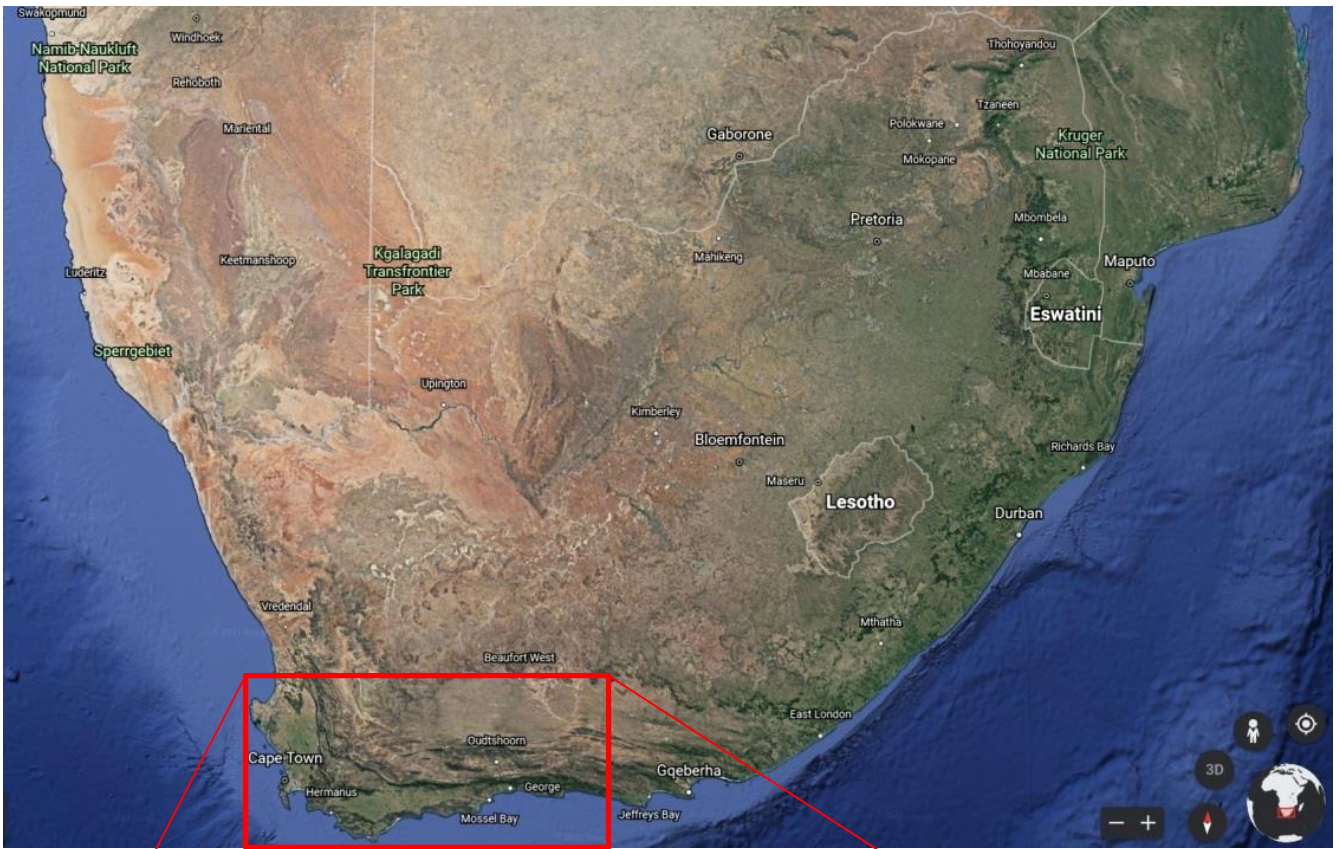 Swakopmund
Windhoek
Namib-Naukluft
National Park
Rehoboth
Thohoyandou
Tzaneen
Mariental
Gaborone
Polokwane
Kruger
National Park
Mokopane
Pretoria
Mbombela
Kgalagadi
Transfrontier
Park
Keetmanshoop
Mahikeng
Lüderitz
Mbabane
Maputo
Eswatini
Sperrgebiet
Upington
Kimberley
Bloemfontein
Richards Bay
Maseru
Lesotho
Durban
Vredendal
Mthatha
Beaufort West
East London
Oudtshoorn
Cape Town
Gqeberha
George
Hermanus
Mossel Bay
Jeffreys Bay
3D